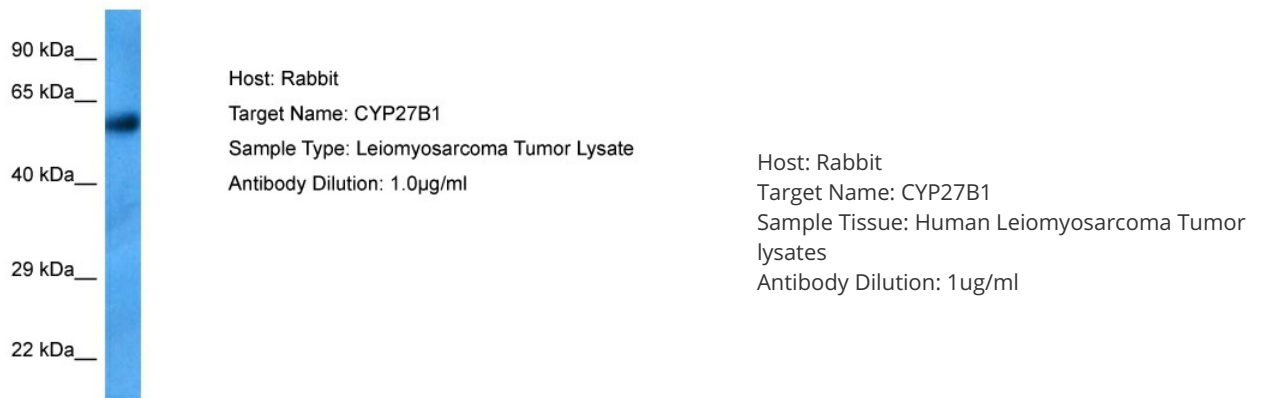 90 kDa__
65 kDa__
40 kDa__
29 kDa__
22 kDa__
Host: Rabbit
Target Name: CYP27B1
Sample Type: Leiomyosarcoma Tumor Lysate
Antibody Dilution: 1.0µg/ml
Host: Rabbit
Target Name: CYP27B1
Sample Tissue: Human Leiomyosarcoma Tumor
lysates
Antibody Dilution: 1ug/ml